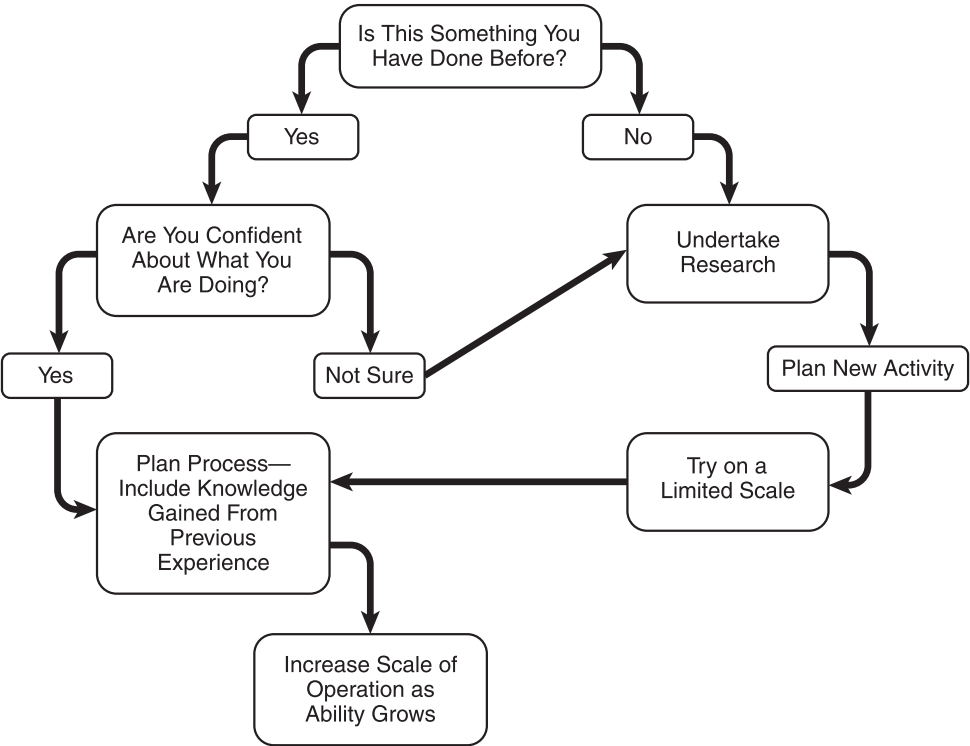 Is This Something You
Have Done Before?
Yes
No
Are You Confident
About What You
Are Doing?
Undertake
Research
Yes
Not Sure
Plan New Activity
Plan Process—
Include Knowledge
Gained From
Previous
Experience
Try on a
Limited Scale
Increase Scale of
Operation as
Ability Grows